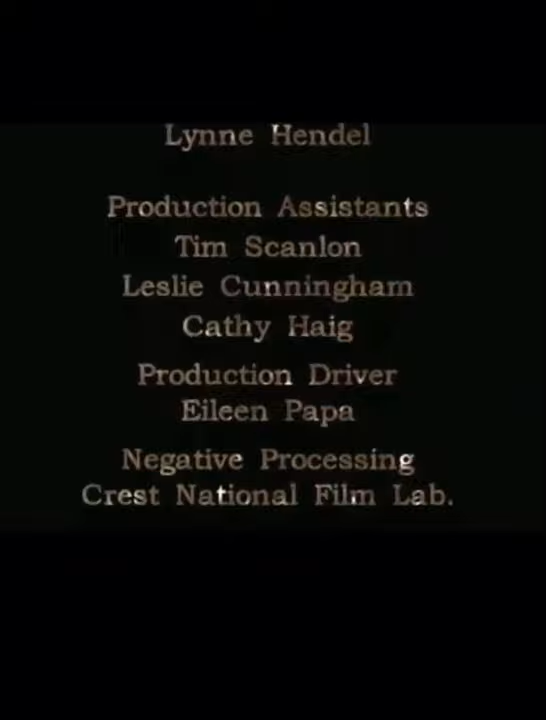 Lynne Hendel
Production Assistants
Tim Scanlon
Leslie Cunningham
Cathy Haig
Production Driver
Eileen Papa
Negative Processing
Crest National Film Lab.